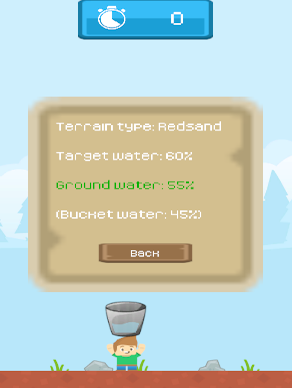 0
Terrain type: Redsand
Target water: 60%
Ground water: 55%
(Bucket water: 45%)
Back